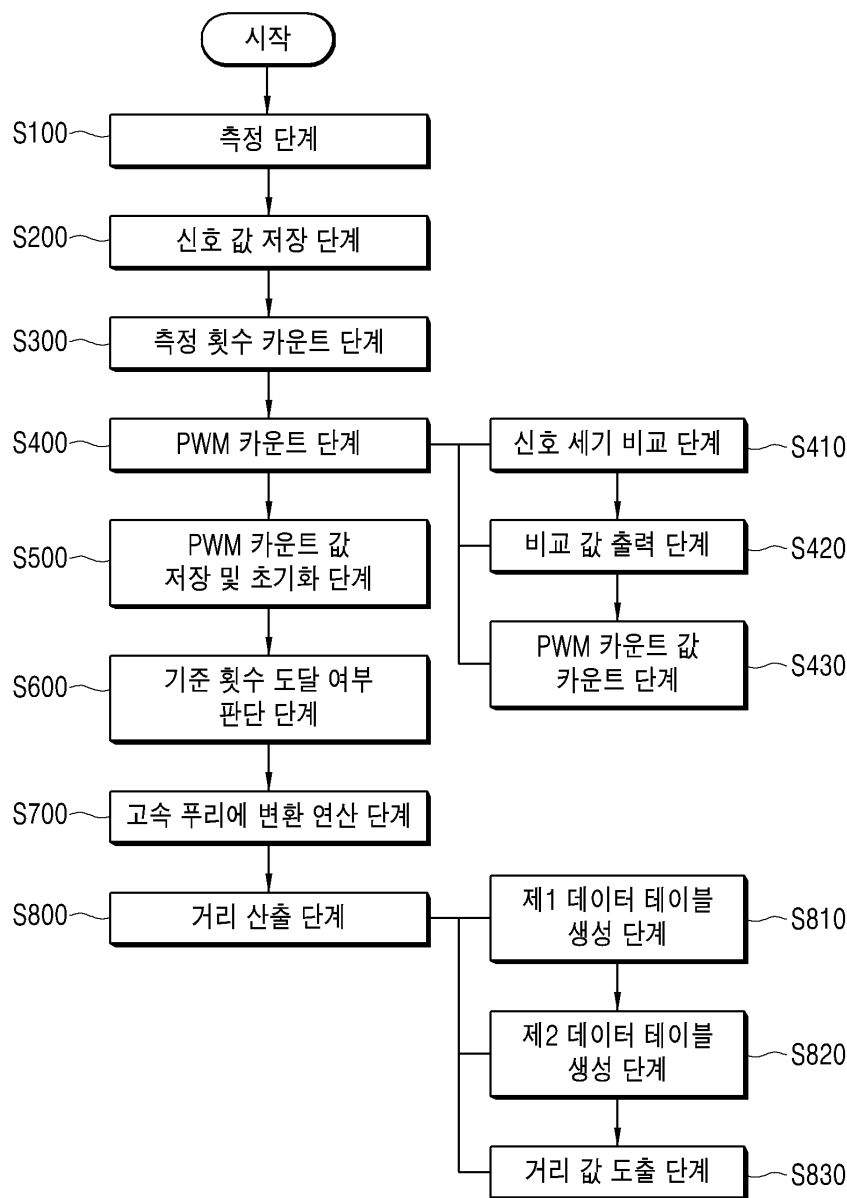 시작
S100
측정 단계
S200
신호 값 저장 단계
S300
측정 횟수 카운트 단계
S400
PWM 카운트 단계
신호 세기 비교 단계
S410
S500
PWM 카운트 값
저장 및 초기화 단계
비교 값 출력 단계
S420
S600
기준 횟수 도달 여부
판단 단계
PWM 카운트 값
카운트 단계
S430
S700
고속 푸리에 변환 연산 단계
S800
거리 산출 단계
제1 데이터 테이블
생성 단계
S810
제2 데이터 테이블
생성 단계
S820
거리 값 도출 단계
S830